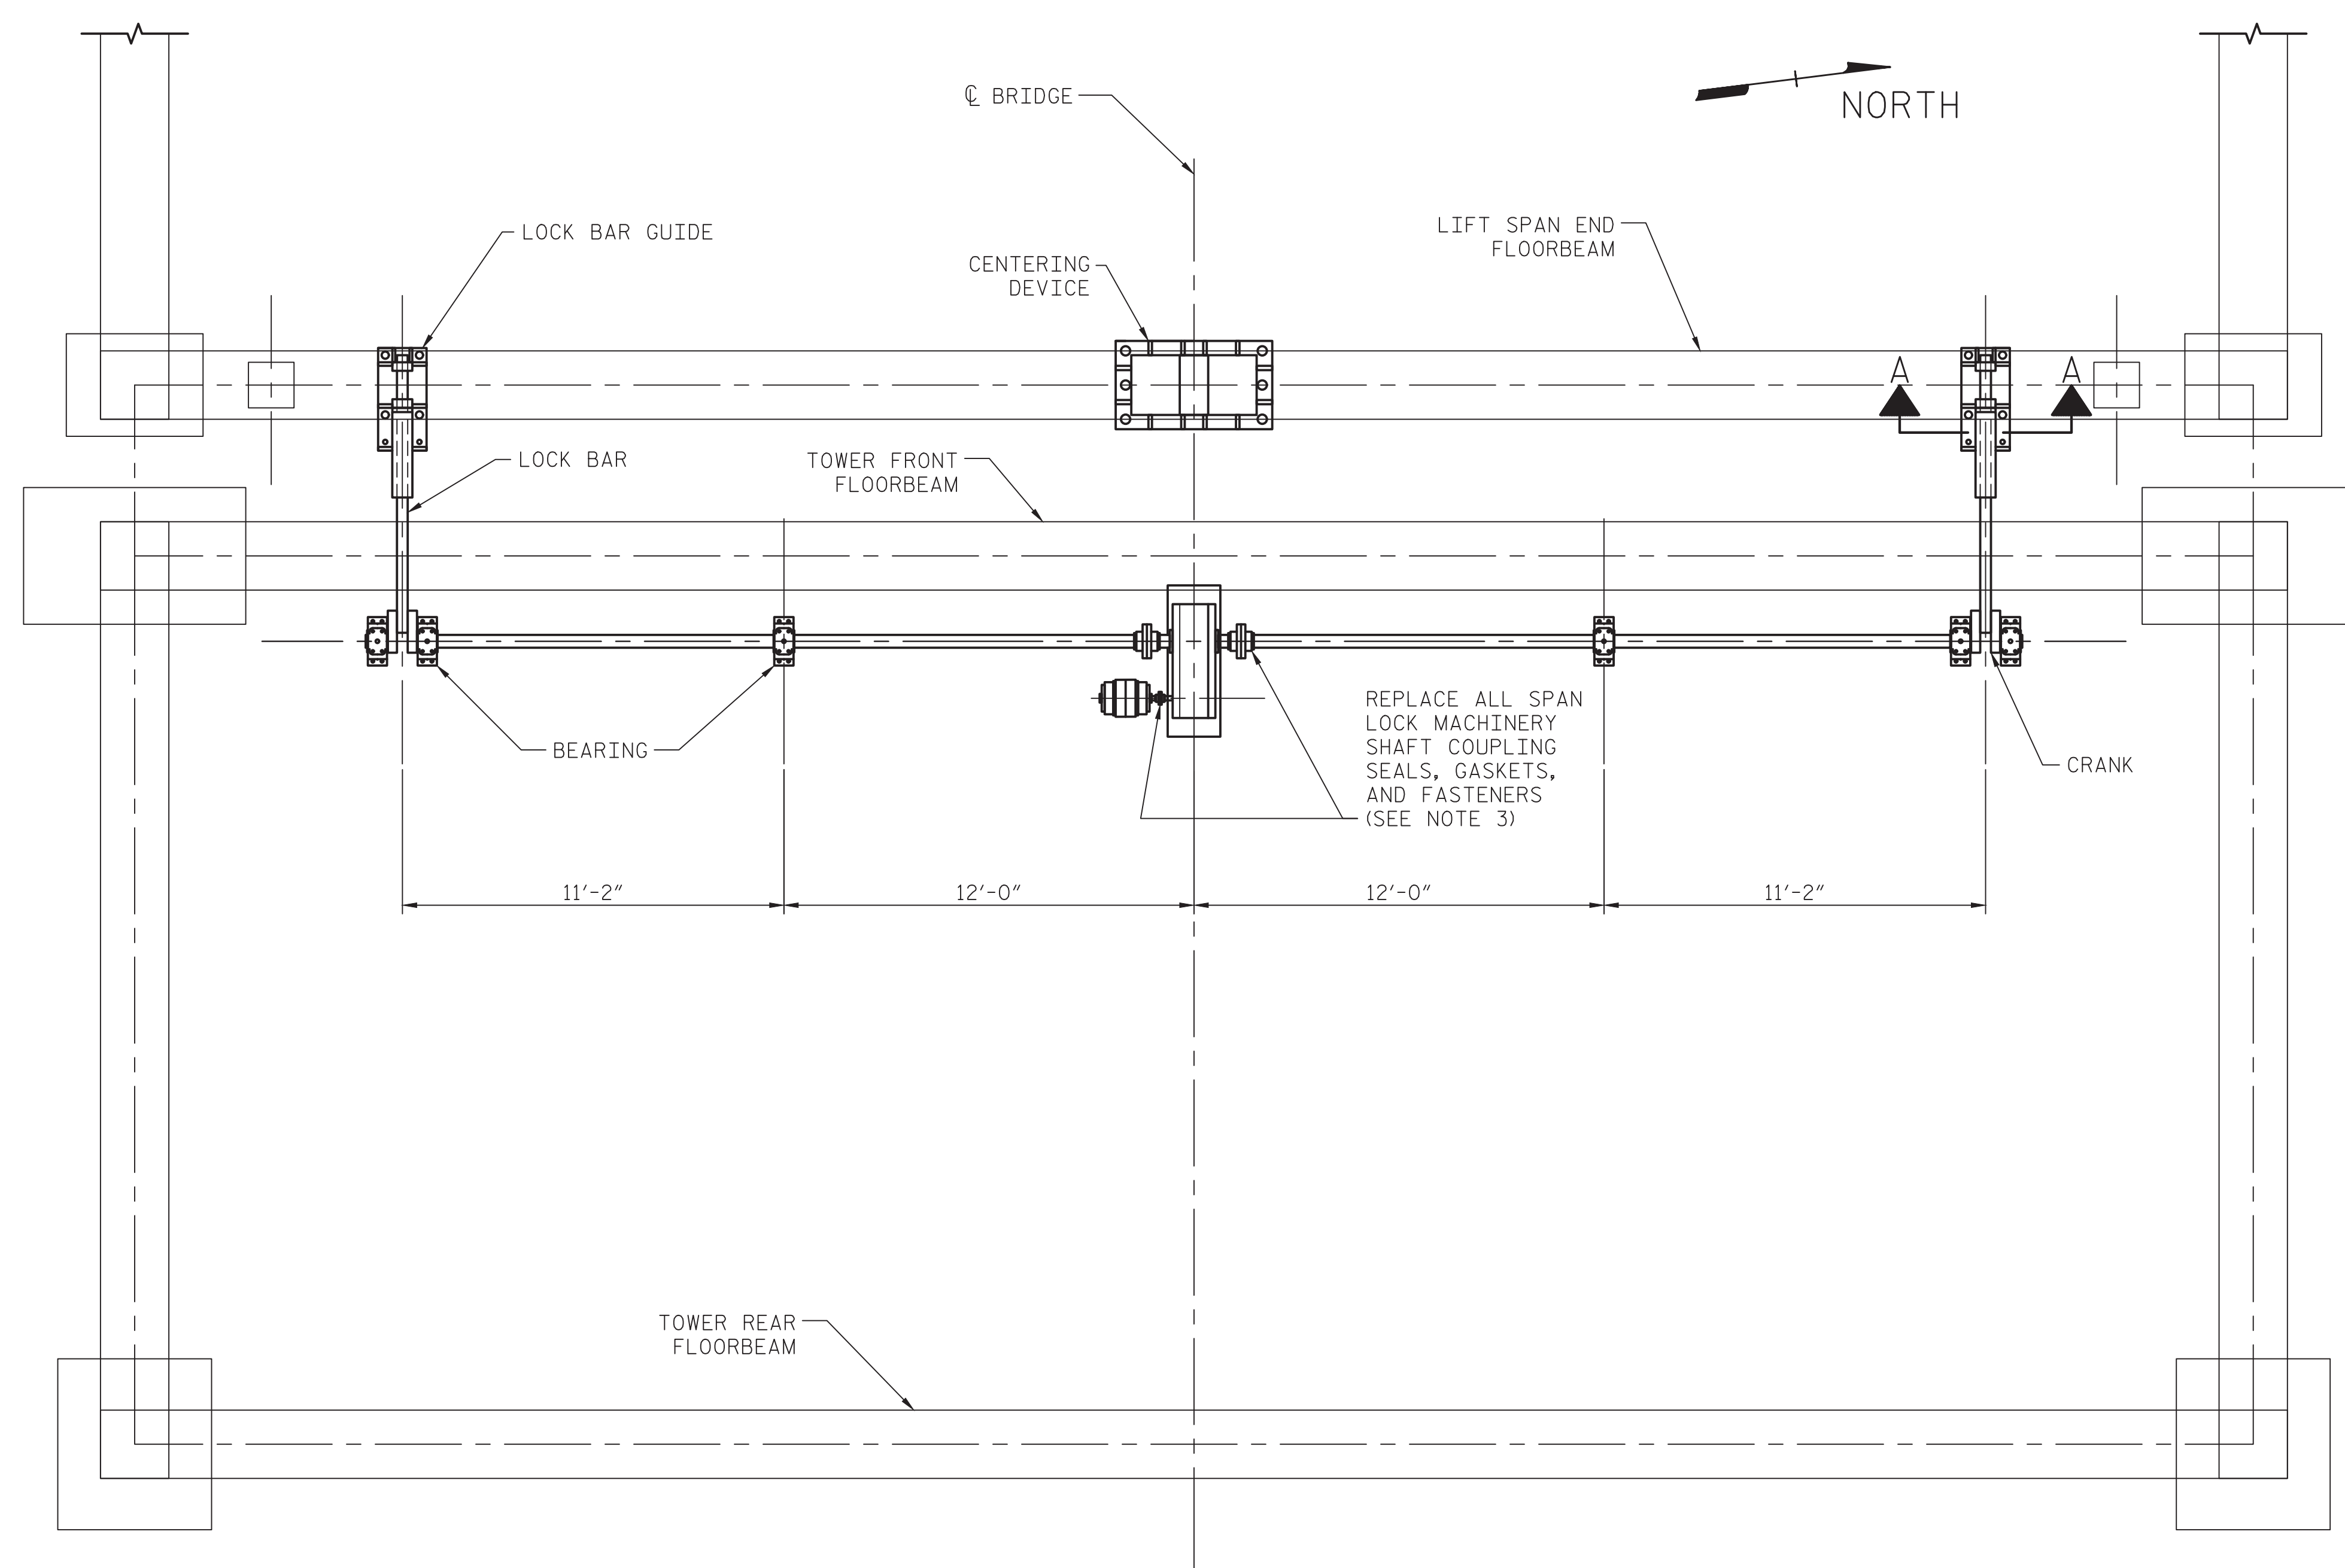 ℄ BRIDGE
NORTH
LOCK BAR GUIDE
LIFT SPAN END
FLOORBEAM
CENTERING
DEVICE
A
A
LOCK BAR
TOWER FRONT
FLOORBEAM
REPLACE ALL SPAN
LOCK MACHINERY
SHAFT COUPLING
SEALS, GASKETS,
AND FASTENERS
(SEE NOTE 3)
BEARING
CRANK
11'-2"
12'-0"
12'-0"
11'-2"
TOWER REAR
FLOORBEAM